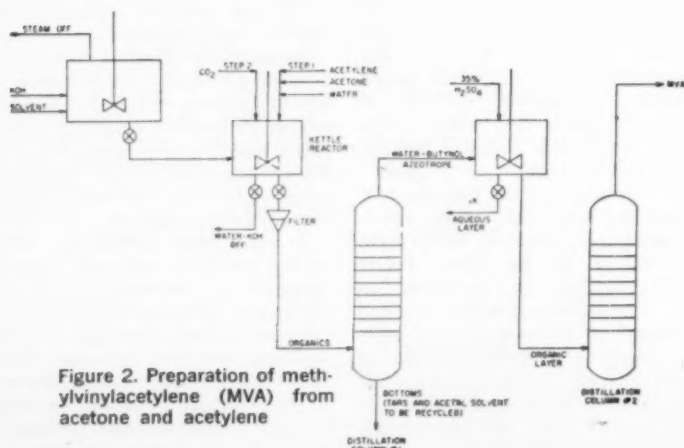 STEAM OFF
KOH
SOLVENT
STEP 2
CO2
STEP 1
ACETYLENE
ACETONE
WATER
KETTLE
REACTOR
WATER-KOH
OFF
FILTER
ORGANICS
WATER-BUTYNOL
AZEOTROPE
35%
H2SO4
AQUEOUS
LAYER
MVA
ORGANIC
LAYER
DISTILLATION
COLUMN #2
BOTTOMS
(TARS AND ACETAL SOLVENT
TO BE RECYCLED)
DISTILLATION
Figure 2. Preparation of meth-
ylvinylacetylene (MVA) from
acetone and acetylene